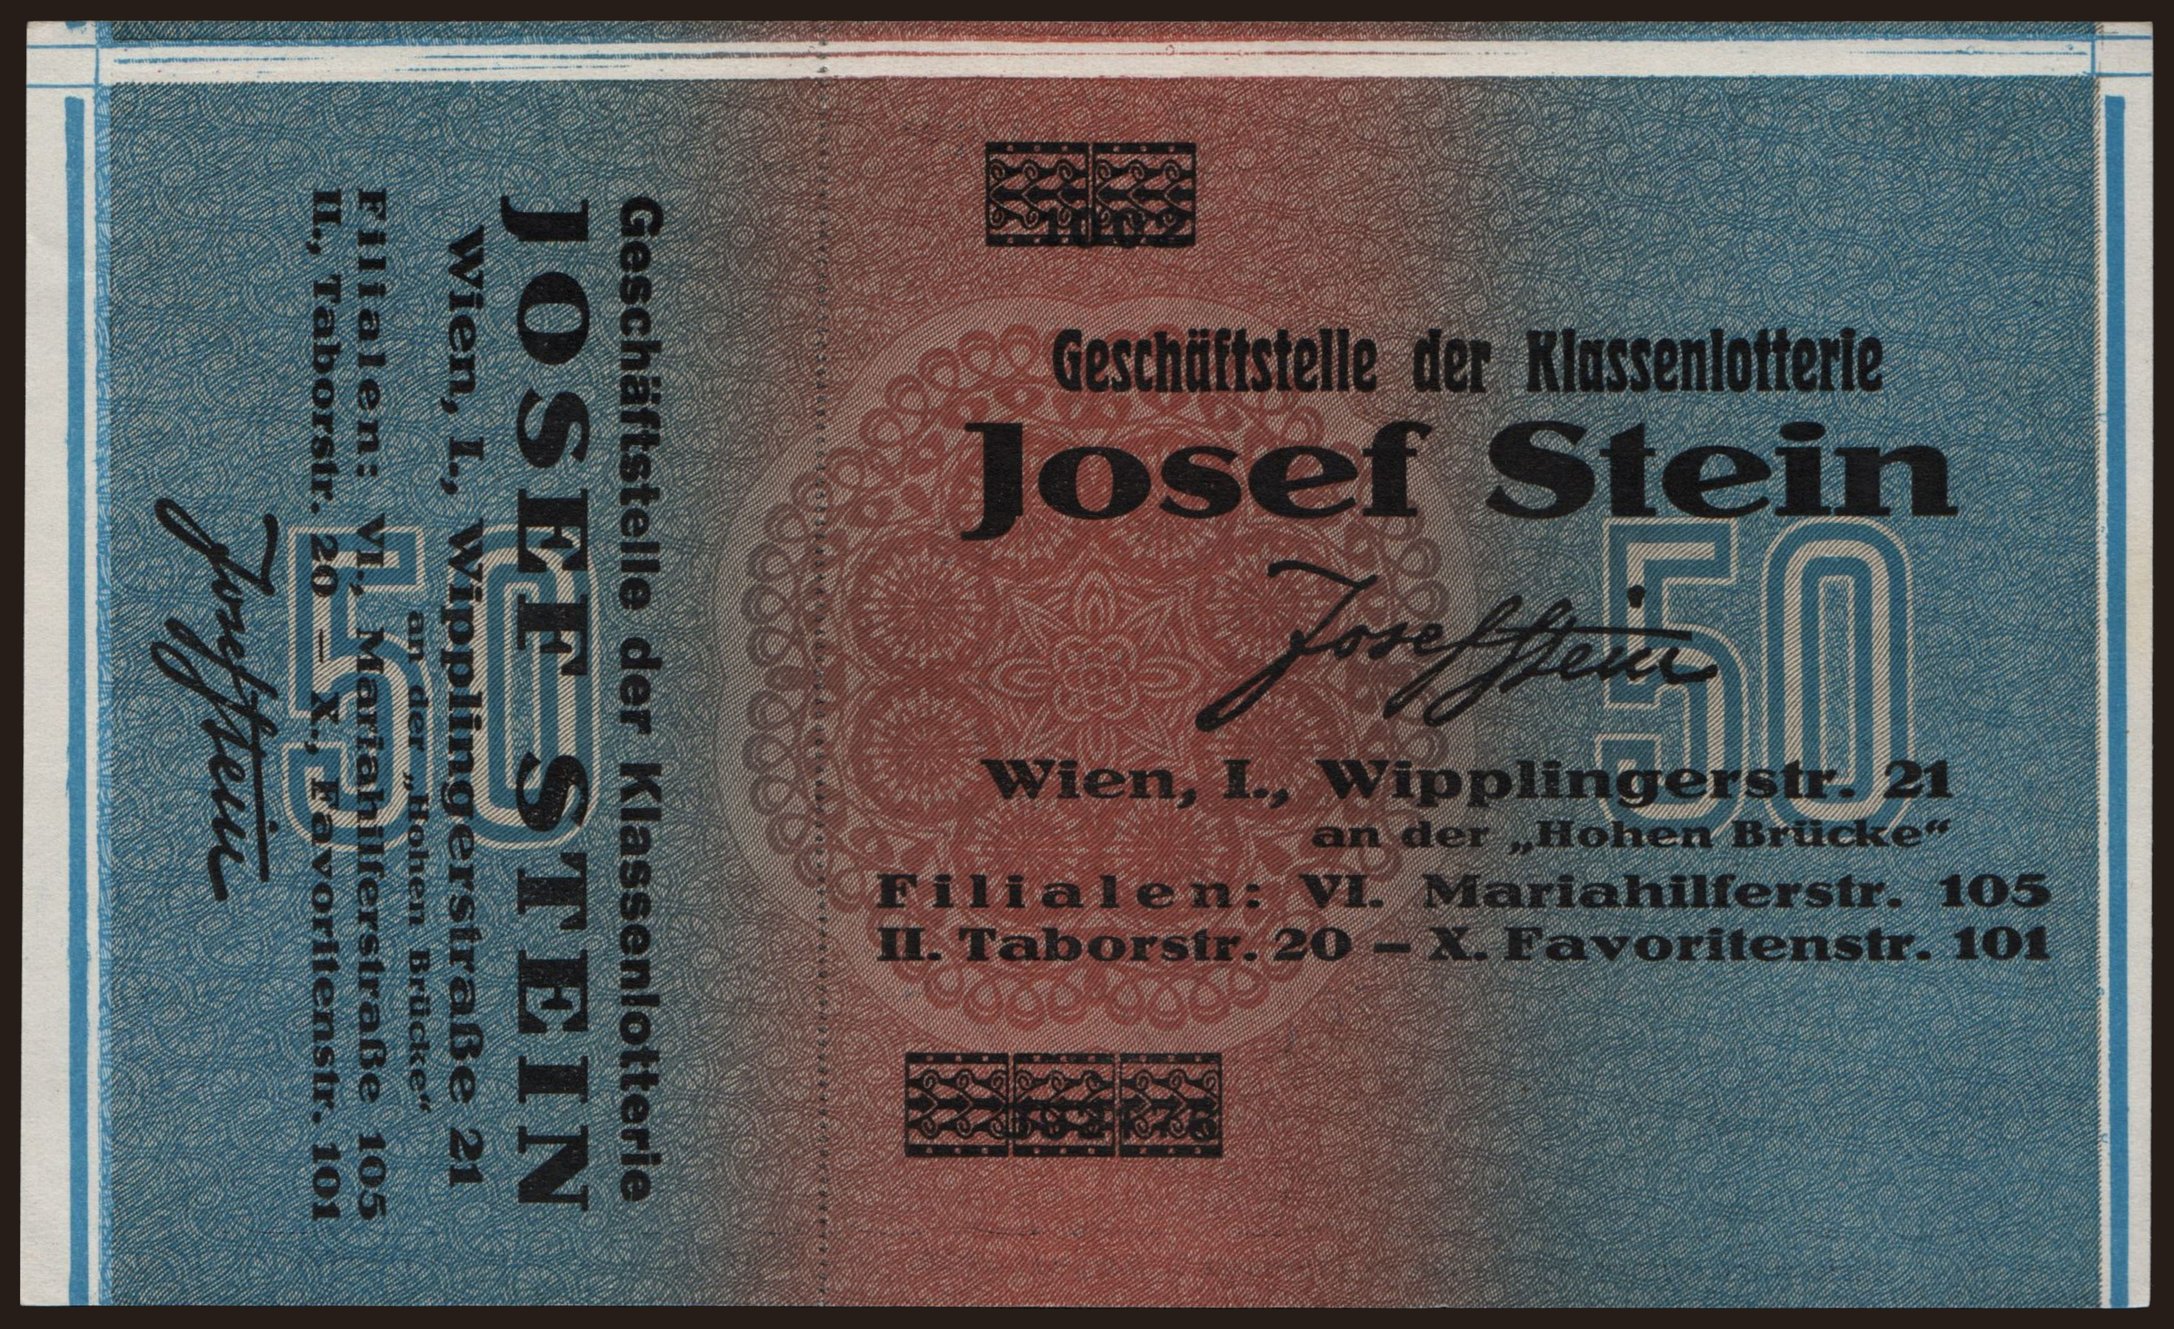 Geschäftstelle der Klassenlotterie
JOSEF STEIN
Wien, I., Wipplingerstraße 21
an der „Hohen Brücke“
Filialen: VI., Mariahilferstraße 105
II., Taborstr. 20 — X., Favoritenstr. 101
Josef Stein
50
Geschäftstelle der Klassenlotterie
Josef Stein
Josef Stein
50
Wien, I., Wipplingerstr. 21
an der „Hohen Brücke“
Filialen: VI. Mariahilferstr. 105
II. Taborstr. 20 — X. Favoritenstr. 101